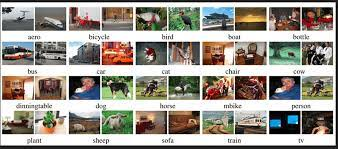 aero bicycle bird boat bottle
bus car cat chair cow
diningtable dog horse mbike person
plant sheep sofa train tv